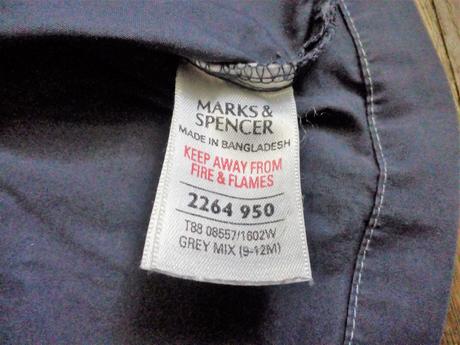 MARKS &
SPENCER
MADE IN BANGLADESH
KEEP AWAY FROM
FIRE & FLAMES
2264 950
T88 08557/1602W
GREY MIX (9-12M)